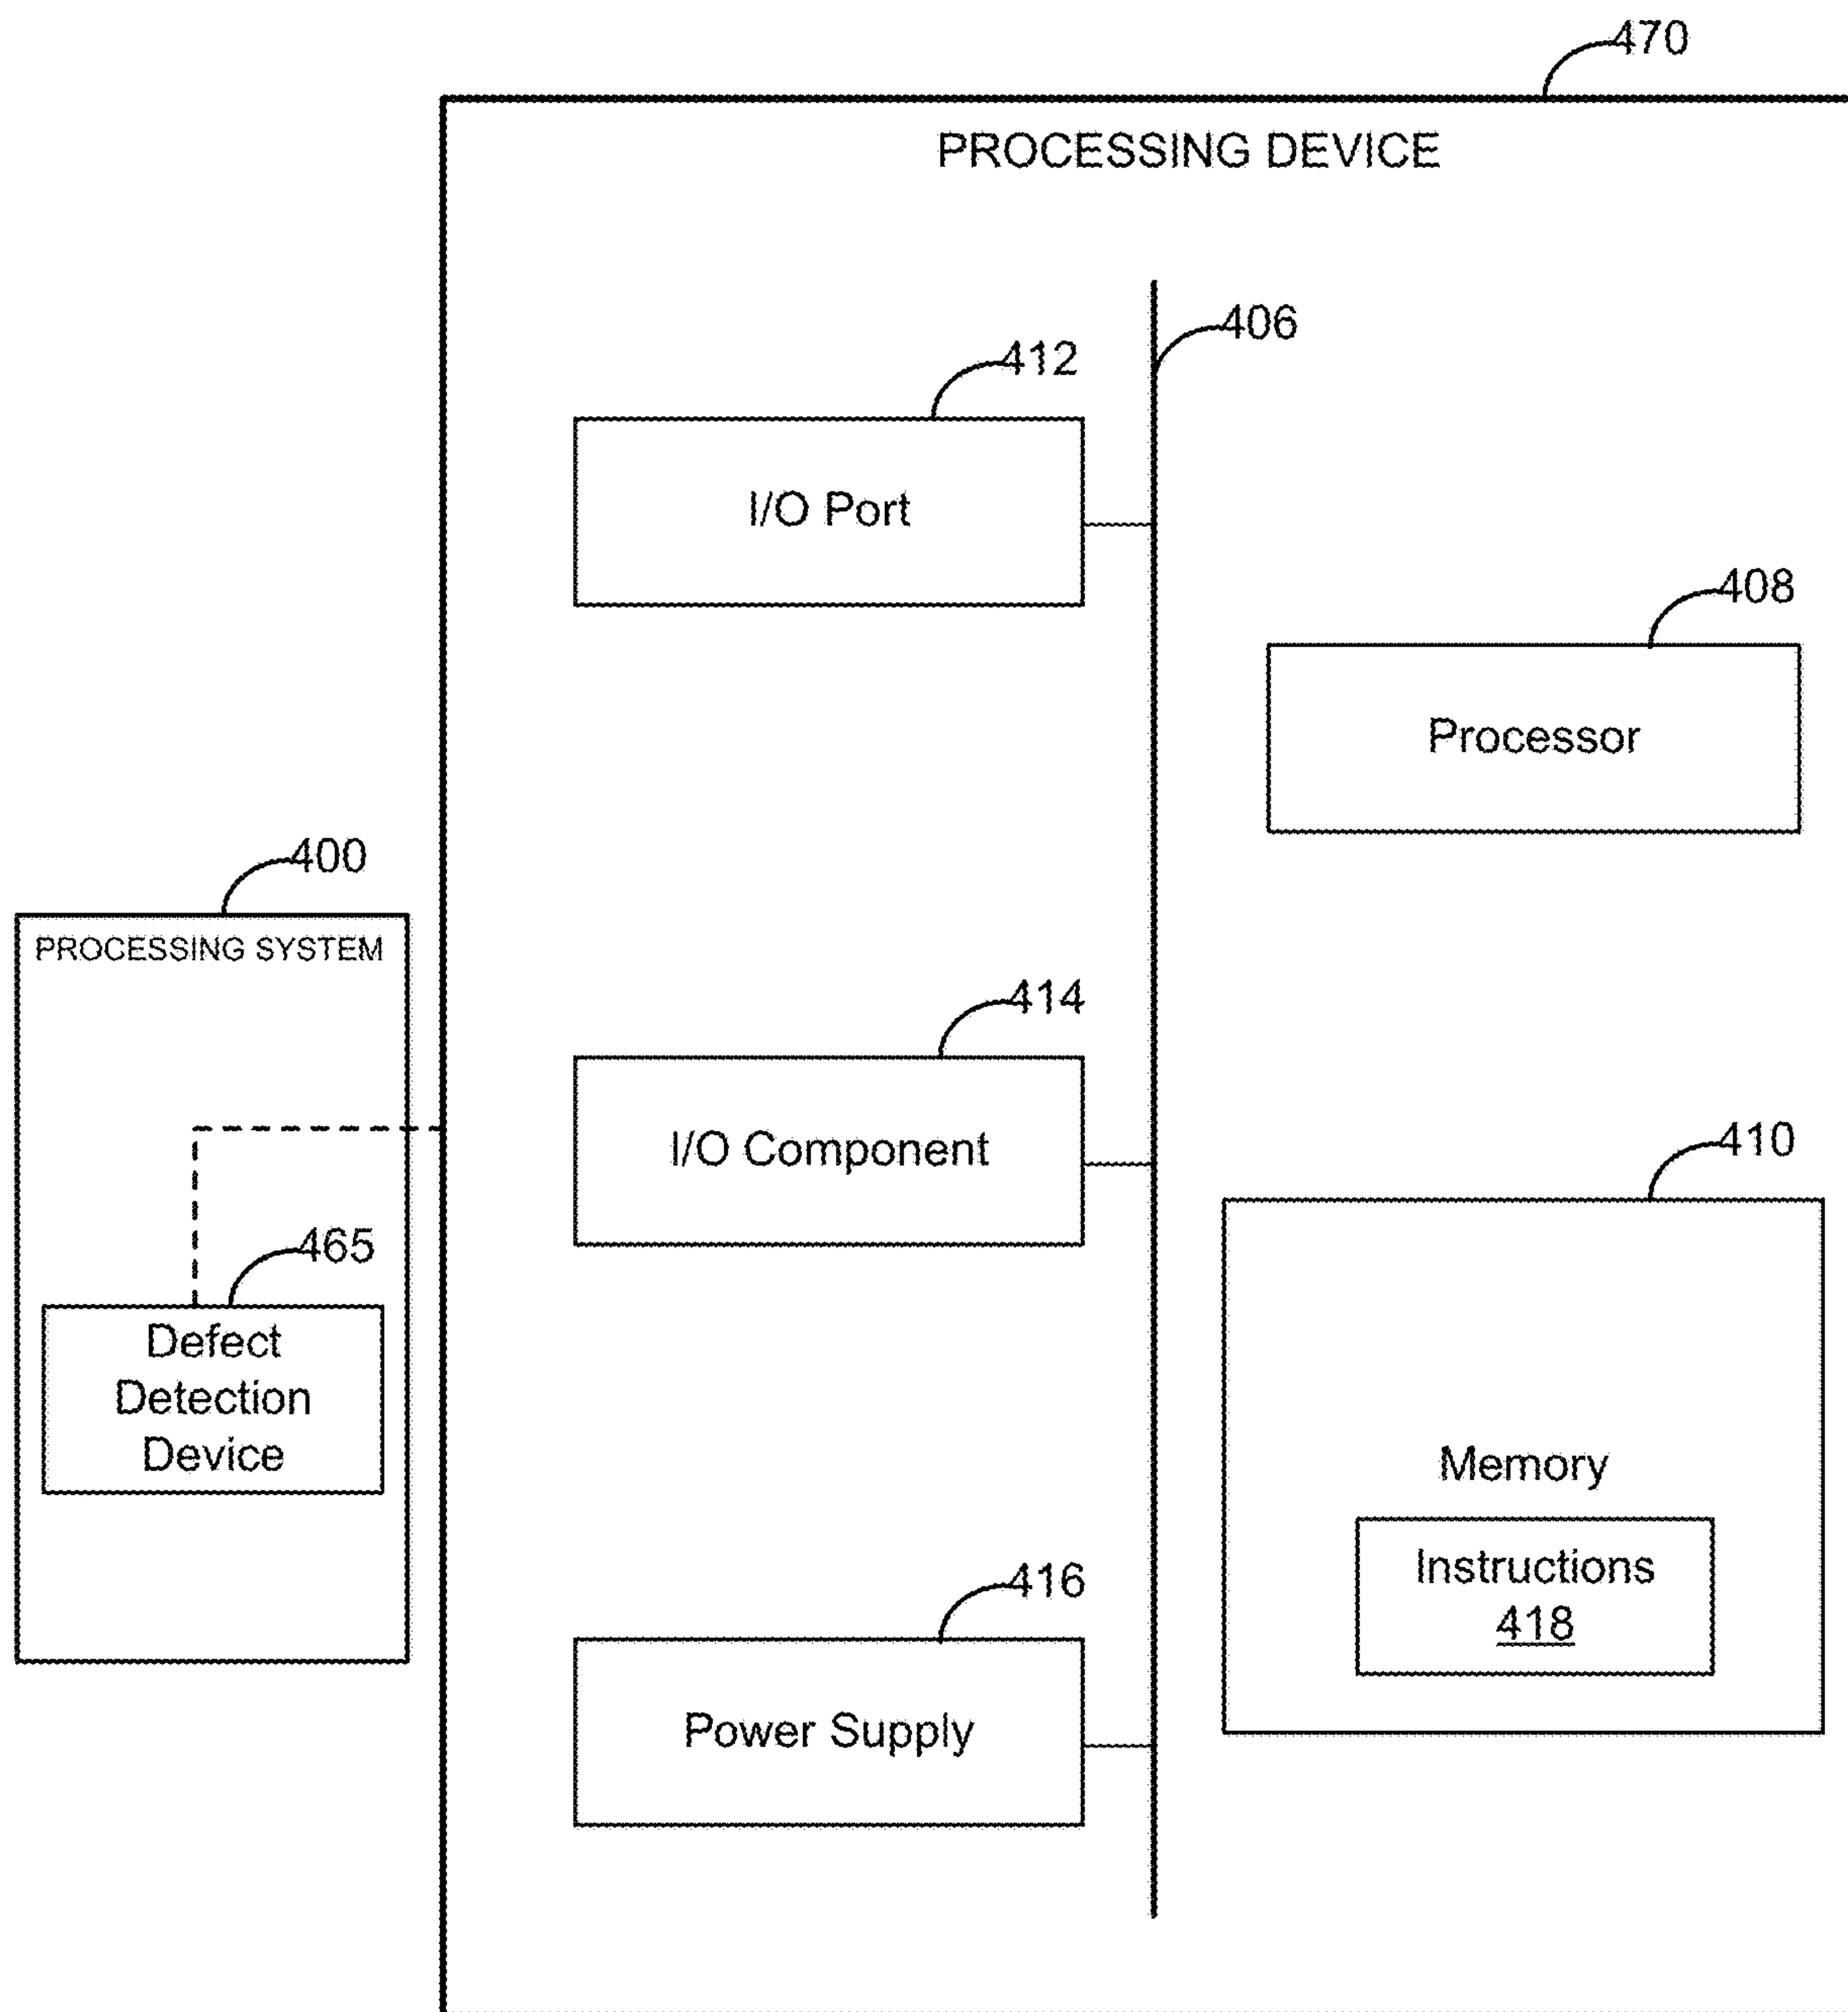 470
PROCESSING DEVICE
406
412
I/O Port
408
Processor
400
PROCESSING SYSTEM
414
I/O Component
410
465
Defect
Detection
Device
Memory
Instructions
418
416
Power Supply